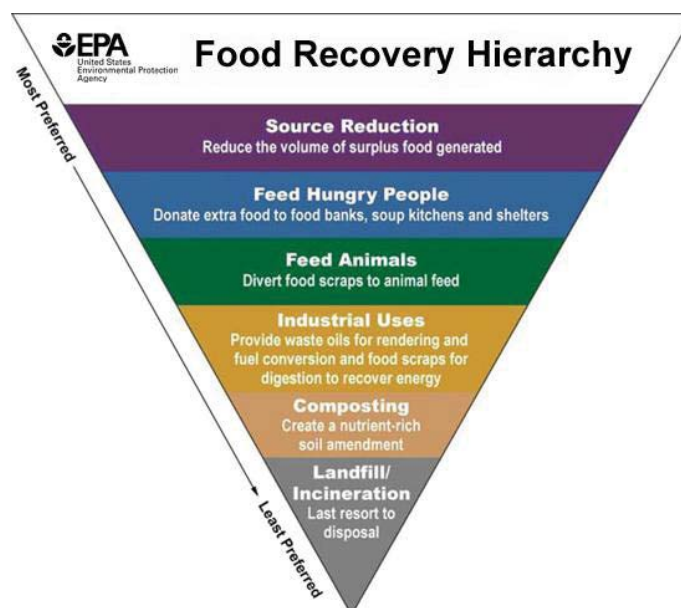 EPA
United States
Environmental Protection
Agency
Food Recovery Hierarchy
Most Preferred
Source Reduction
Reduce the volume of surplus food generated
Feed Hungry People
Donate extra food to food banks, soup kitchens and shelters
Feed Animals
Divert food scraps to animal feed
Industrial Uses
Provide waste oils for rendering and
fuel conversion and food scraps for
digestion to recover energy
Composting
Create a nutrient-rich
soil amendment
Landfill/
Incineration
Last resort to
disposal
Least Preferred